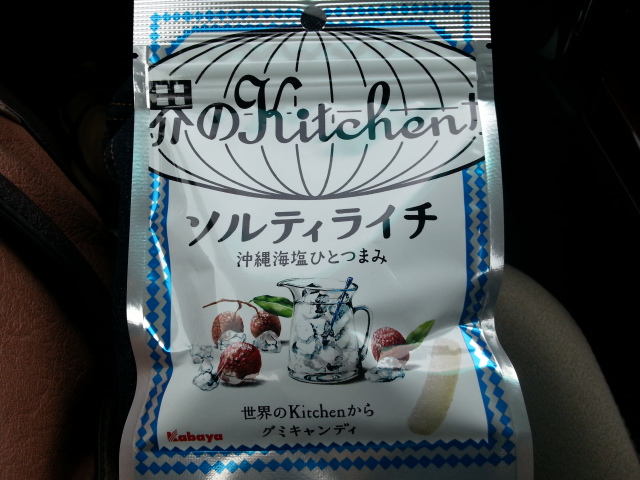 世界のKitchenか
ソルティライチ
沖縄海塩ひとつまみ
世界のKitchenから
グミキャンディ
Kabaya